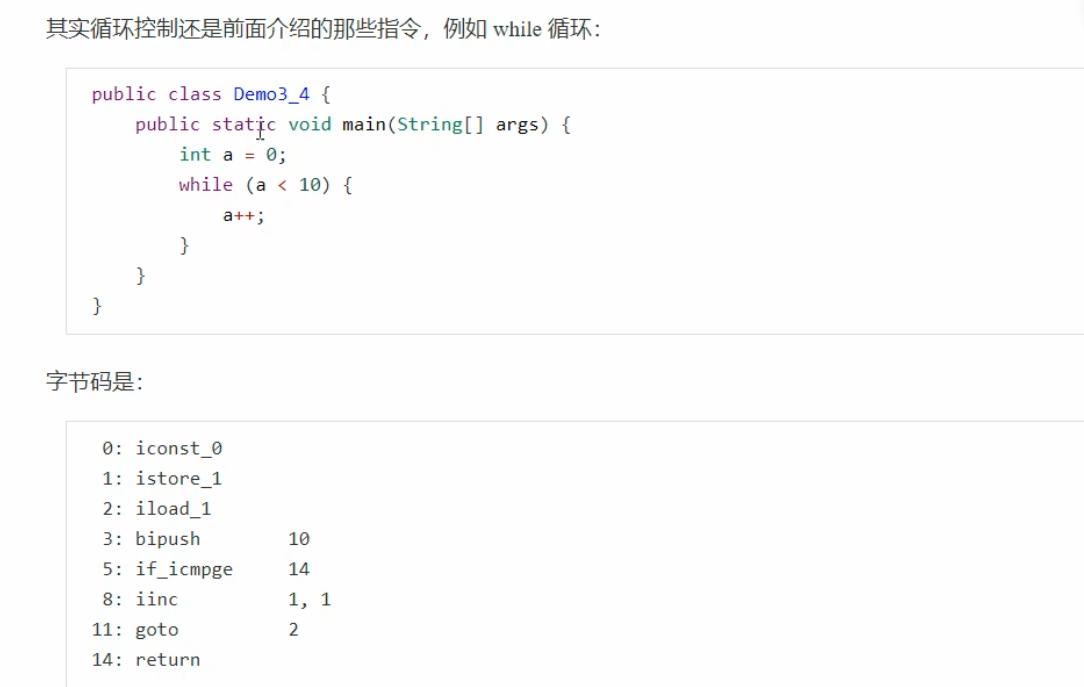 其实循环控制还是前面介绍的那些指令，例如 while 循环：
public class Demo3_4 {
public static void main(String[] args) {
int a = 0;
while (a < 10) {
a++;
}
}
}
字节码是：
0: iconst_0
1: istore_1
2: iload_1
3: bipush 10
5: if_icmpge 14
8: iinc 1, 1
11: goto 2
14: return